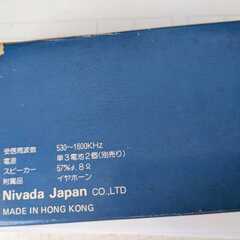 受信周波数 530~1600KHz
電源 単3電池2個(別売り)
スピーカー 57%φ 8Ω
附属品 イヤホーン
Nivada Japan CO.,LTD
MADE IN HONG KONG